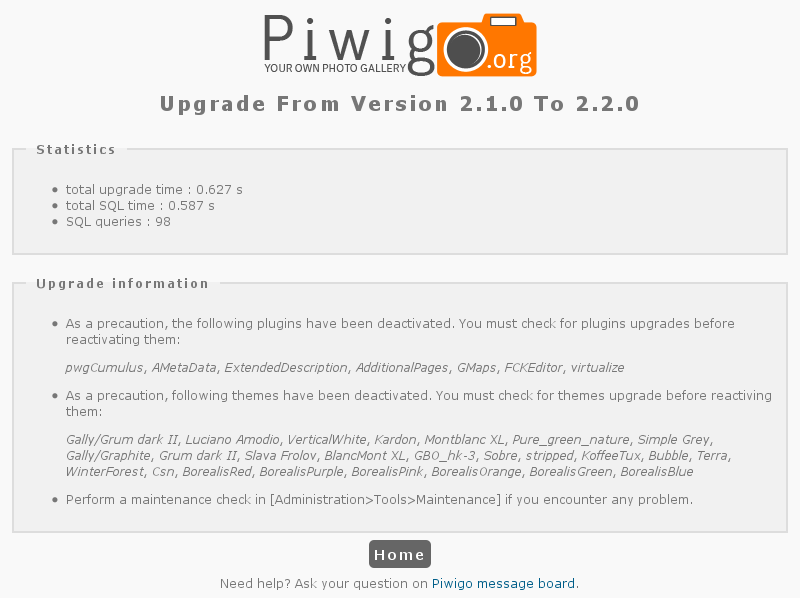 Piwigo.org
YOUR OWN PHOTO GALLERY
Upgrade From Version 2.1.0 To 2.2.0
Statistics
total upgrade time : 0.627 s
total SQL time : 0.587 s
SQL queries : 98
Upgrade information
As a precaution, the following plugins have been deactivated. You must check for plugins upgrades before
reactivating them:
pwgCumulus, AMetaData, ExtendedDescription, AdditionalPages, GMaps, FCKEditor, virtualize
As a precaution, following themes have been deactivated. You must check for themes upgrade before reactiving
them:
Gally/Grum dark II, Luciano Amodio, VerticalWhite, Kardon, Montblanc XL, Pure_green_nature, Simple Grey,
Gally/Graphite, Grum dark II, Slava Frolov, BlancMont XL, GBO_hk-3, Sobre, stripped, KoffeeTux, Bubble, Terra,
WinterForest, Csn, BorealisRed, BorealisPurple, BorealisPink, BorealisOrange, BorealisGreen, BorealisBlue
Perform a maintenance check in [Administration>Tools>Maintenance] if you encounter any problem.
Home
Need help? Ask your question on Piwigo message board.